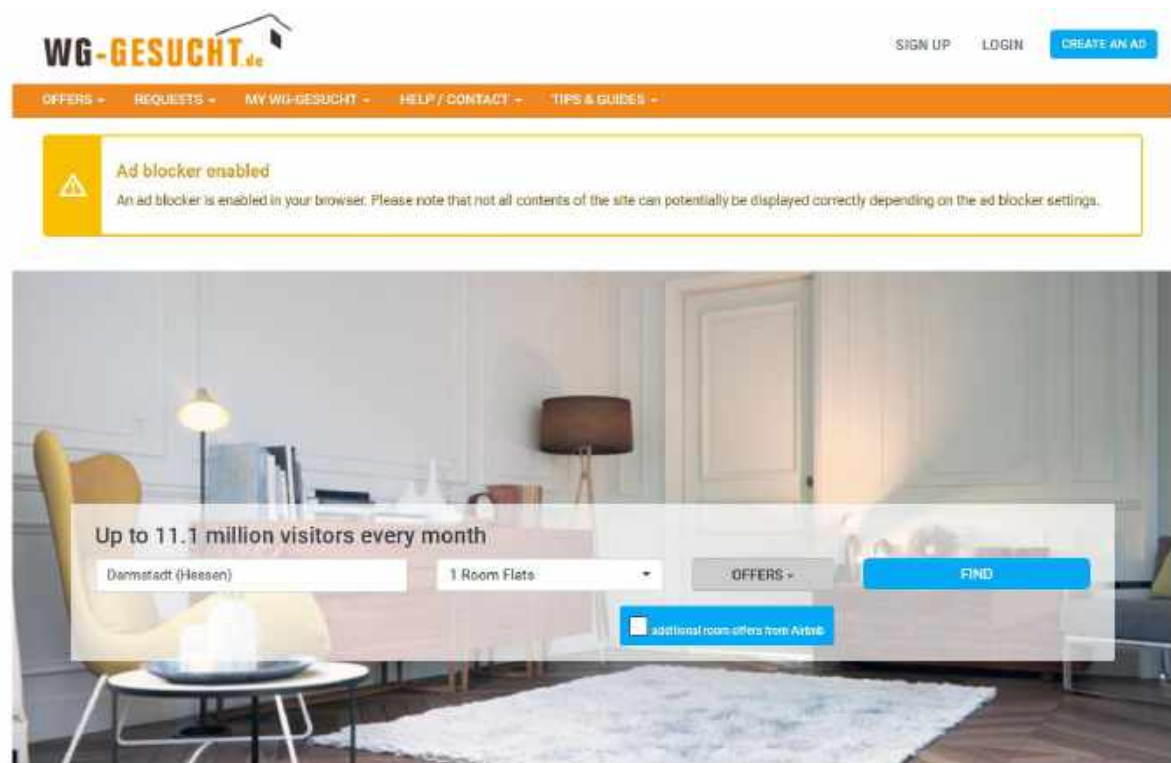 WG-GESUCHT.de
SIGN UP LOGIN CREATE AN AD
OFFERS REQUESTS MY WG-GESUCHT HELP / CONTACT TIPS & GUIDES
Ad blocker enabled
An ad blocker is enabled in your browser. Please note that not all contents of the site can potentially be displayed correctly depending on the ad blocker settings.
Up to 11.1 million visitors every month
Darmstadt (Hessen) 1 Room Flats OFFERS FIND
additional room offers from Airbnb